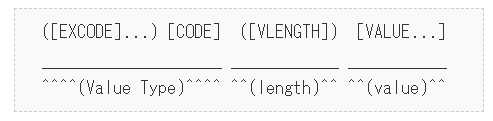 ([EXCODE]...) [CODE] ([VLENGTH]) [VALUE...]
^^^^(Value Type)^^^^ ^^(length)^^ ^^(value)^^